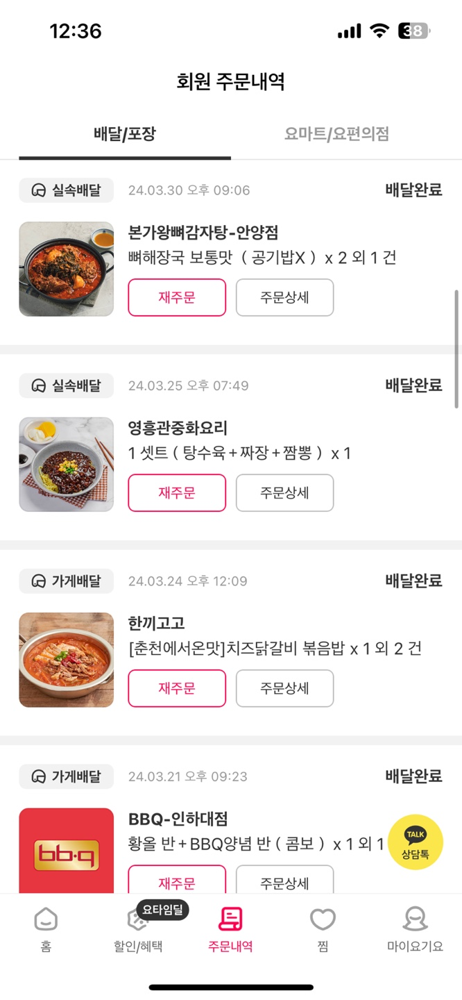 12:36
38
회원 주문내역
배달/포장
요마트/요편의점
실속배달 24.03.30 오후 09:06 배달완료
본가왕뼈감자탕-안양점
뼈해장국 보통맛 ( 공기밥X ) x 2 외 1 건
재주문 주문상세
실속배달 24.03.25 오후 07:49 배달완료
영흥관중화요리
1 셋트 ( 탕수육+짜장+짬뽕 ) x 1
재주문 주문상세
가게배달 24.03.24 오후 12:09 배달완료
한끼고고
[춘천에서온맛]치즈닭갈비 볶음밥 x 1 외 2 건
재주문 주문상세
가게배달 24.03.21 오후 09:23 배달완료
bb.q
BBQ-인하대점
황올 반+BBQ양념 반 ( 콤보 ) x 1 외 1
TALK
상담톡
재주문 주문상세
요타임딜
홈 할인/혜택 주문내역 찜 마이요기요